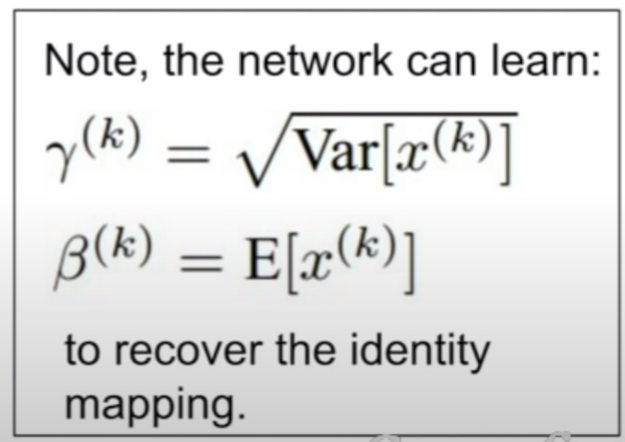 Note, the network can learn:
γ^(k) = √Var[x^(k)]
β^(k) = E[x^(k)]
to recover the identity
mapping.